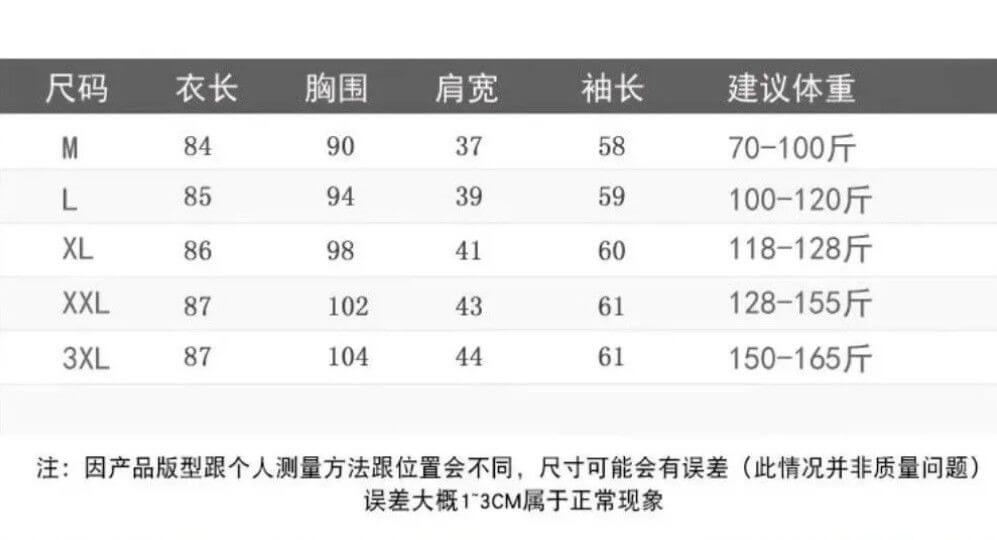 尺码 衣长 胸围 肩宽 袖长 建议体重
M 84 90 37 58 70-100斤
L 85 94 39 59 100-120斤
XL 86 98 41 60 118-128斤
XXL 87 102 43 61 128-155斤
3XL 87 104 44 61 150-165斤
注：因产品版型跟个人测量方法跟位置会不同，尺寸可能会有误差（此情况并非质量问题）
误差大概1~3CM属于正常现象